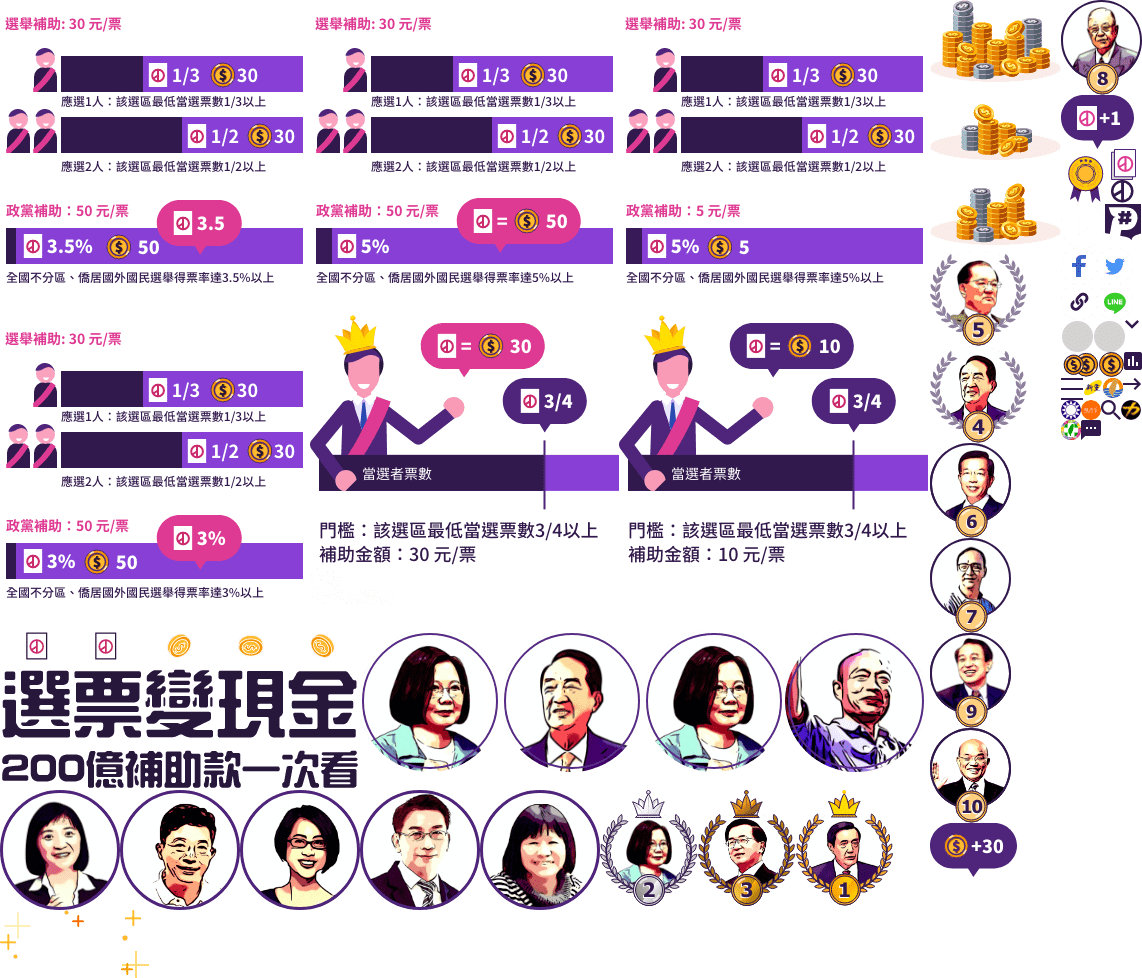 選舉補助: 30 元/票
1/3 $ 30
應選1人：該選區最低當選票數1/3以上
1/2 $ 30
應選2人：該選區最低當選票數1/2以上
政黨補助：50 元/票
3.5
3.5% $ 50
全國不分區、僑居國外國民選舉得票率達3.5%以上
選舉補助: 30 元/票
1/3 $ 30
應選1人：該選區最低當選票數1/3以上
1/2 $ 30
應選2人：該選區最低當選票數1/2以上
政黨補助：50 元/票
= $ 50
5%
全國不分區、僑居國外國民選舉得票率達5%以上
選舉補助: 30 元/票
1/3 $ 30
應選1人：該選區最低當選票數1/3以上
1/2 $ 30
應選2人：該選區最低當選票數1/2以上
政黨補助：5 元/票
5% $ 5
全國不分區、僑居國外國民選舉得票率達5%以上
選舉補助: 30 元/票
1/3 $ 30
應選1人：該選區最低當選票數1/3以上
1/2 $ 30
應選2人：該選區最低當選票數1/2以上
政黨補助：50 元/票
3%
3% $ 50
全國不分區、僑居國外國民選舉得票率達3%以上
= $ 30
3/4
當選者票數
門檻：該選區最低當選票數3/4以上
補助金額：30 元/票
= $ 10
3/4
當選者票數
門檻：該選區最低當選票數3/4以上
補助金額：10 元/票
8
+1
#
LINE
5
4
6
7
9
10
$ +30
選票變現金
200億補助款一次看
2
3
1